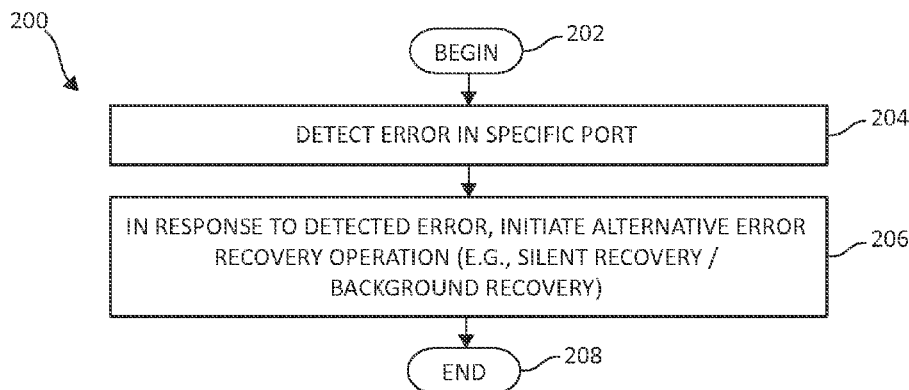 200
BEGIN
202
DETECT ERROR IN SPECIFIC PORT
204
IN RESPONSE TO DETECTED ERROR, INITIATE ALTERNATIVE ERROR
RECOVERY OPERATION (E.G., SILENT RECOVERY /
BACKGROUND RECOVERY)
206
END
208